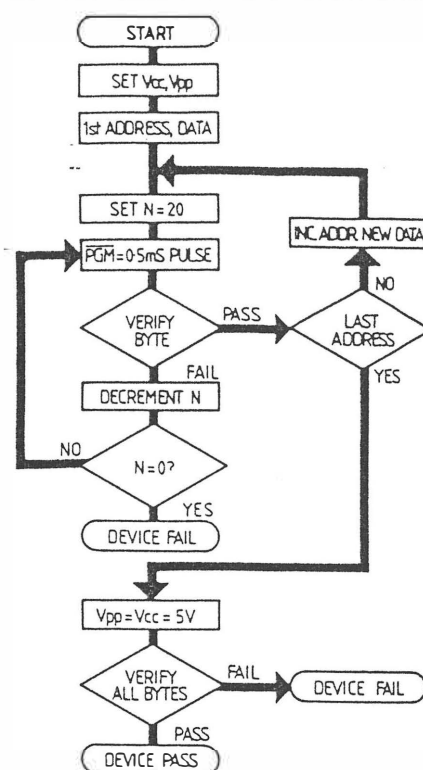 START
SET Vcc, Vpp
1st ADDRESS, DATA
SET N = 20
INC. ADDR. NEW DATA
PGM = 0·5mS PULSE
NO
VERIFY
BYTE
PASS
LAST
ADDRESS
FAIL
YES
DECREMENT N
NO
N = 0?
YES
DEVICE FAIL
Vpp = Vcc = 5V
VERIFY
ALL BYTES
FAIL
DEVICE FAIL
PASS
DEVICE PASS